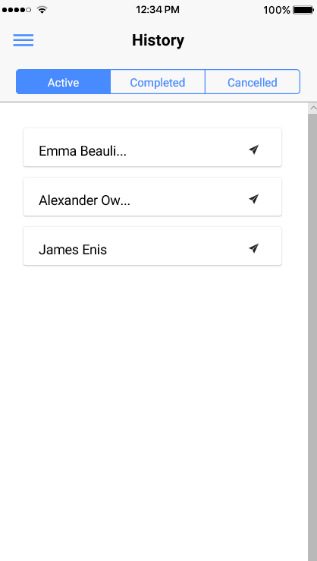 12:34 PM 100%
History
Active Completed Cancelled
Emma Beauli...
Alexander Ow...
James Enis